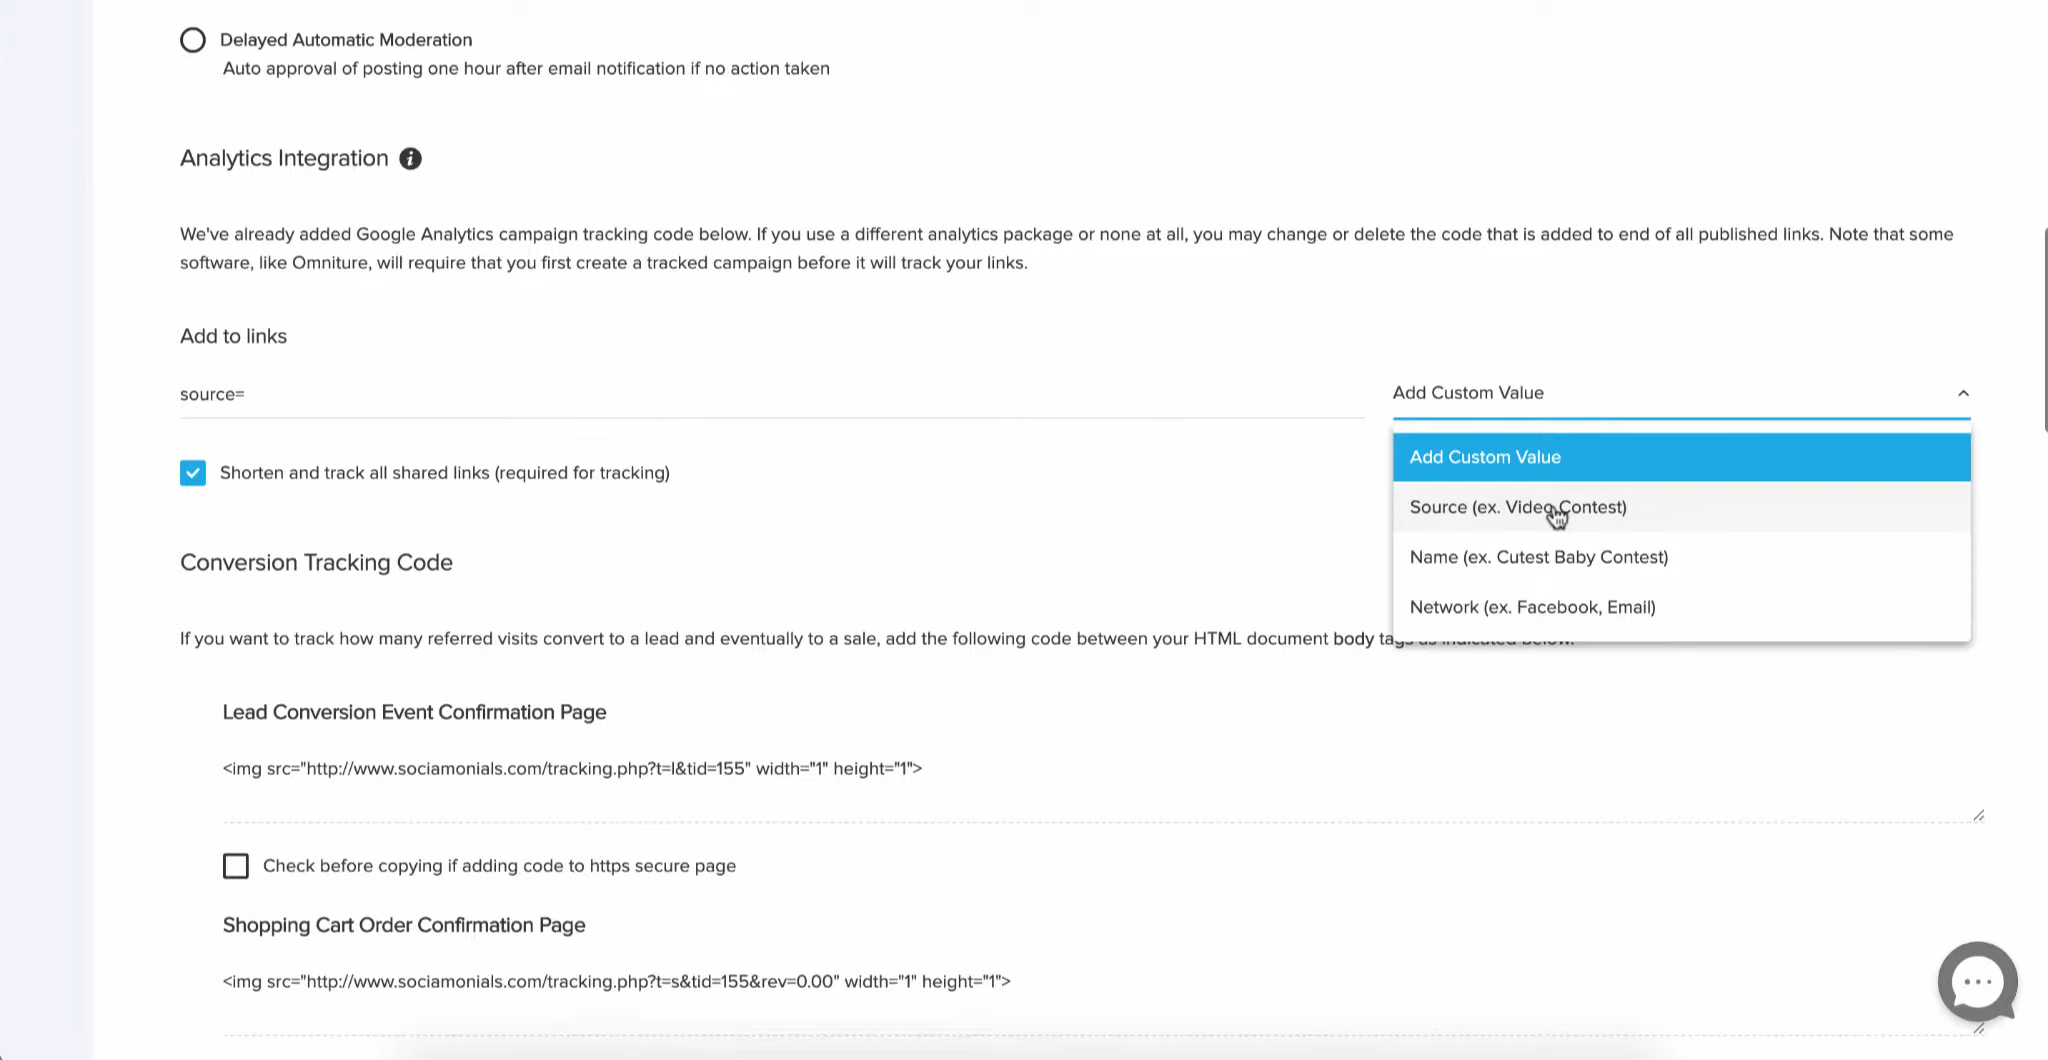 Delayed Automatic Moderation
Auto approval of posting one hour after email notification if no action taken
Analytics Integration
We've already added Google Analytics campaign tracking code below. If you use a different analytics package or none at all, you may change or delete the code that is added to end of all published links. Note that some
software, like Omniture, will require that you first create a tracked campaign before it will track your links.
Add to links
source=
Add Custom Value
Add Custom Value
Source (ex. Video Contest)
Name (ex. Cutest Baby Contest)
Network (ex. Facebook, Email)
Shorten and track all shared links (required for tracking)
Conversion Tracking Code
If you want to track how many referred visits convert to a lead and eventually to a sale, add the following code between your HTML document body tags as indicated below.
Lead Conversion Event Confirmation Page
<img src="http://www.sociamonials.com/tracking.php?t=l&tid=155" width="1" height="1">
Check before copying if adding code to https secure page
Shopping Cart Order Confirmation Page
<img src="http://www.sociamonials.com/tracking.php?t=s&tid=155&rev=0.00" width="1" height="1">